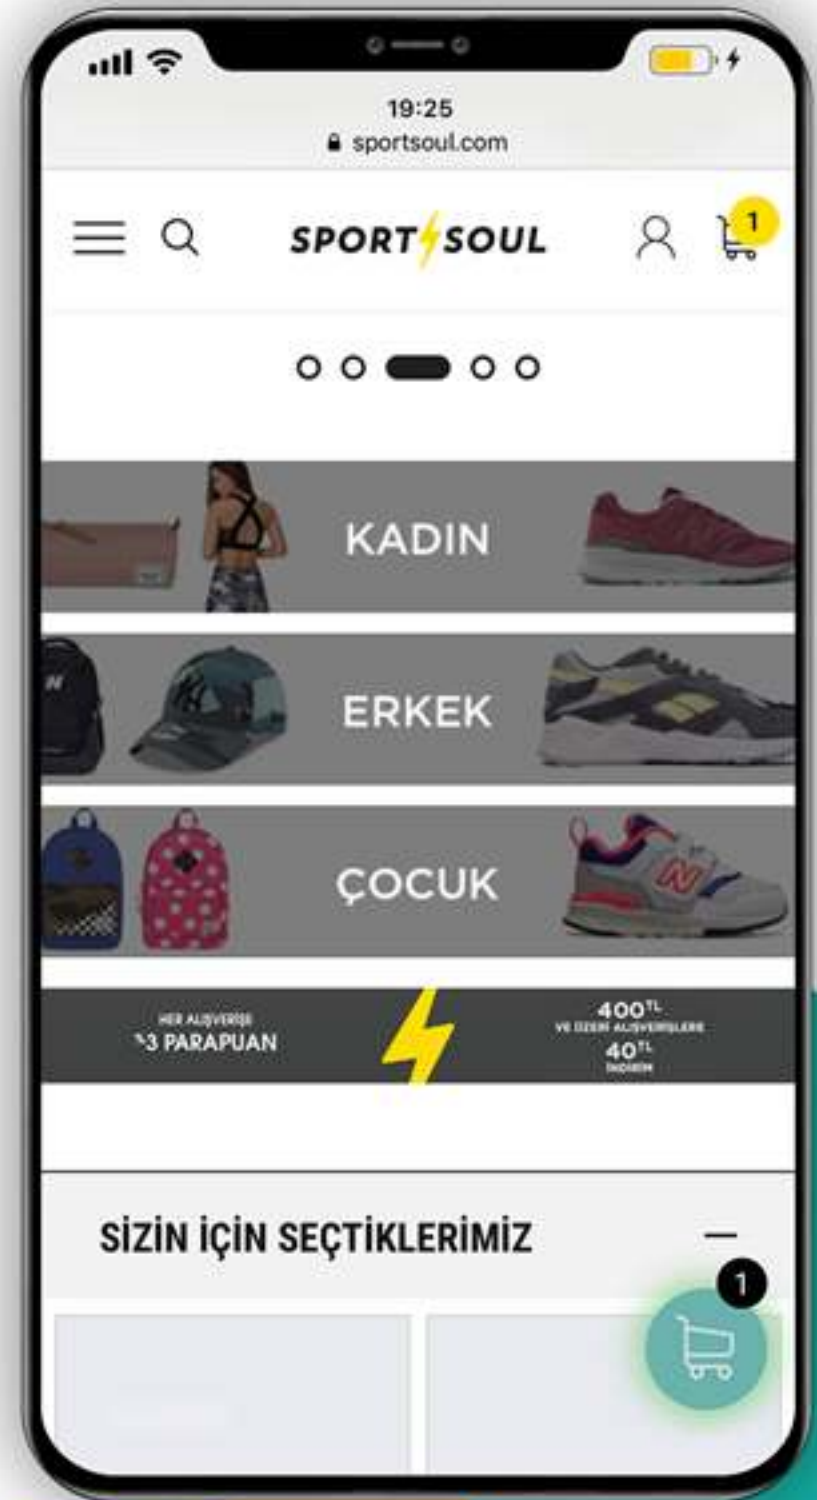 19:25
sportsoul.com
SPORT SOUL
1
KADIN
N
NY
ERKEK
ÇOCUK
N
HER ALIŞVERİŞE
%3 PARAPUAN
400TL
VE ÜZERİ ALIŞVERİŞLERE
40TL
İNDİRİM
SİZİN İÇİN SEÇTİKLERİMİZ
1